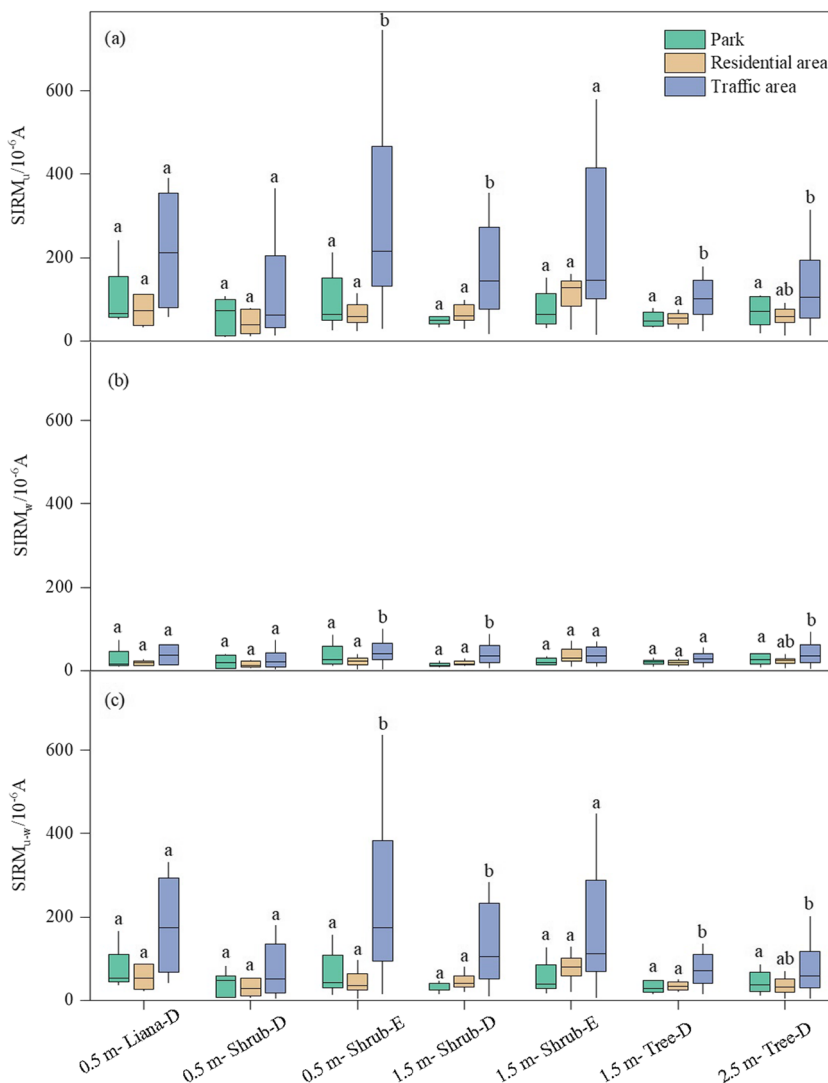 (a)
Park
Residential area
Traffic area
SIRMu/10⁻⁶A
600
400
200
0
a a a
a a a
a a b
a a b
a a a
a a b
a ab b
(b)
SIRMw/10⁻⁶A
600
400
200
0
a a a
a a a
a a b
a a b
a a a
a a a
a ab b
(c)
SIRMu-w/10⁻⁶A
600
400
200
0
a a a
a a a
a a b
a a b
a a a
a a b
a ab b
0.5 m- Liana-D
0.5 m- Shrub-D
0.5 m- Shrub-E
1.5 m- Shrub-D
1.5 m- Shrub-E
1.5 m- Tree-D
2.5 m- Tree-D